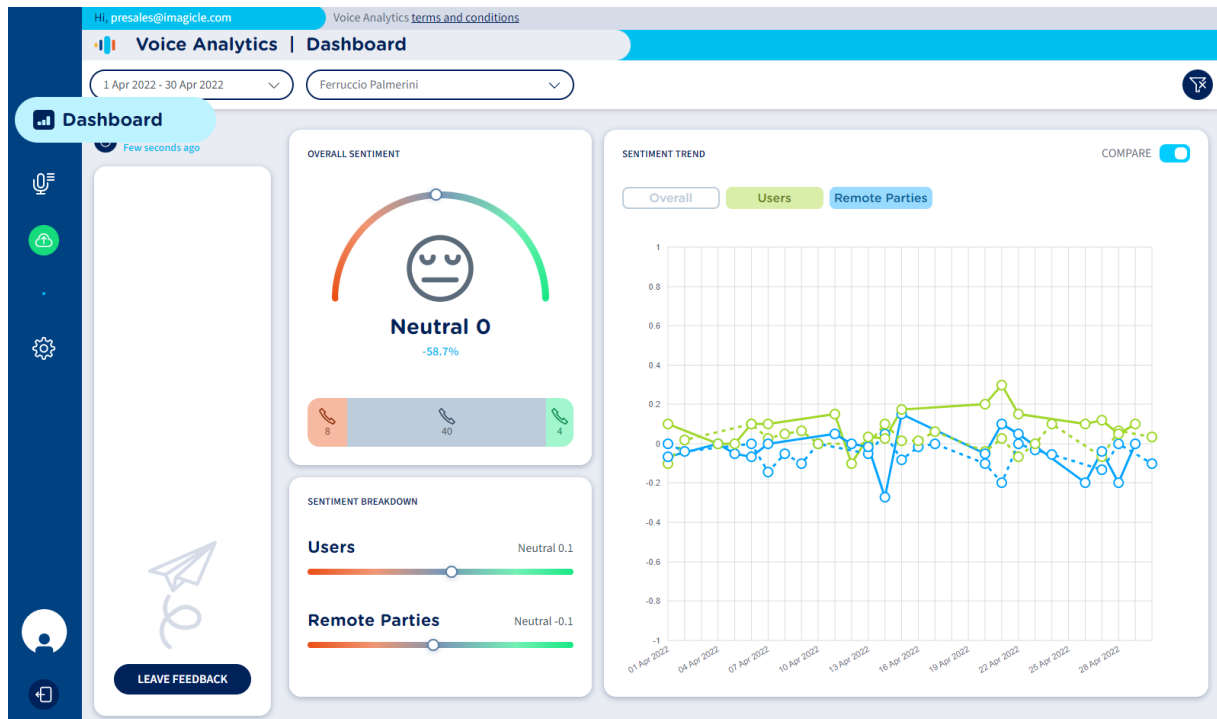 Hi, presales@imagicle.com
Voice Analytics terms and conditions
Voice Analytics | Dashboard
1 Apr 2022 - 30 Apr 2022
Ferruccio Palmerini
Dashboard
Few seconds ago
LEAVE FEEDBACK
OVERALL SENTIMENT
Neutral 0
-58.7%
8
40
4
SENTIMENT BREAKDOWN
Users
Neutral 0.1
Remote Parties
Neutral -0.1
SENTIMENT TREND
COMPARE
Overall
Users
Remote Parties
1
0.8
0.6
0.4
0.2
0
-0.2
-0.4
-0.6
-0.8
-1
01 Apr 2022
04 Apr 2022
07 Apr 2022
10 Apr 2022
13 Apr 2022
16 Apr 2022
19 Apr 2022
22 Apr 2022
25 Apr 2022
28 Apr 2022